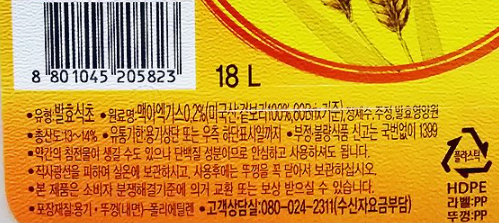 8 801045 205823
18 L
•유형:발효식초 •원료명-맥아엑기스0.2%(미국산:겉보리100%, 정제수, 주정, 발효영양원
•총산도:13~14% •유통기한:용기상단 또는 우측 하단표시일까지 •부정·불량식품 신고는 국번없이 1399
•약간의 침전물이 생길 수도 있으나 단백질 성분이므로 안심하고 사용하셔도 됩니다.
•직사광선을 피하여 실온에 보관하시고, 사용후에는 뚜껑을 꼭 닫아서 보관하십시오.
•본 제품은 소비자 분쟁해결기준에 의거 교환 또는 보상 받으실 수 있습니다.
•포장재질:용기·뚜껑(내면)-폴리에틸렌 •고객상담실:080-024-2311(수신자요금부담)
플라스틱
HDPE
라벨:PP
뚜껑:PP